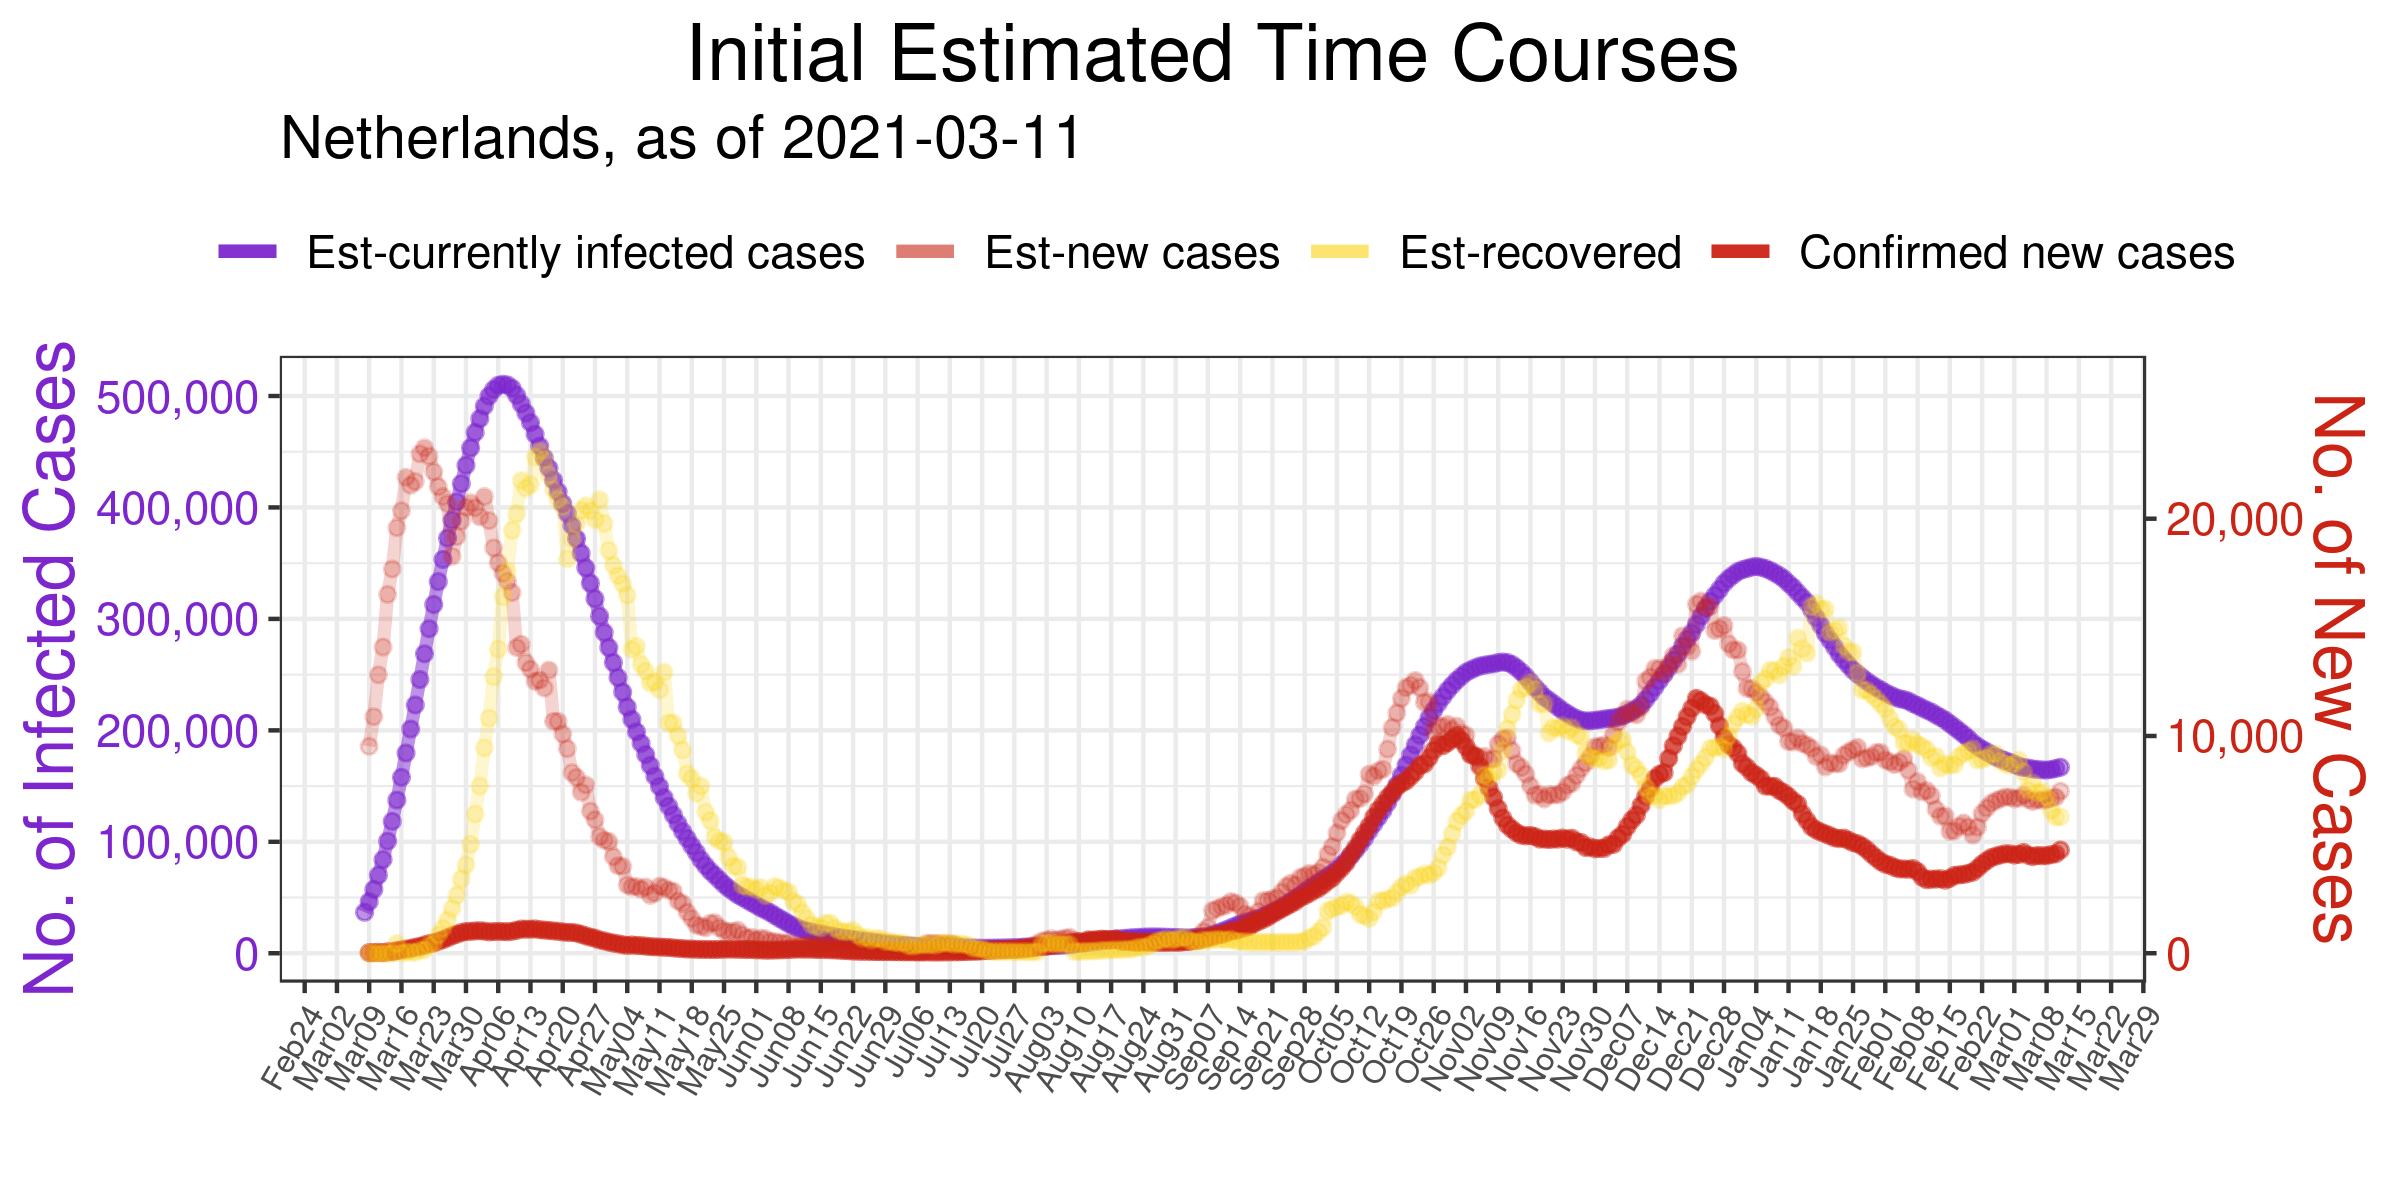 Initial Estimated Time Courses
Netherlands, as of 2021-03-11
Est-currently infected cases Est-new cases Est-recovered Confirmed new cases
No. of Infected Cases
500,000
400,000
300,000
200,000
100,000
0
20,000
10,000
0
No. of New Cases
Feb24 Mar02 Mar09 Mar16 Mar23 Mar30 Apr06 Apr13 Apr20 Apr27 May04 May11 May18 May25 Jun01 Jun08 Jun15 Jun22 Jun29 Jul06 Jul13 Jul20 Jul27 Aug03 Aug10 Aug17 Aug24 Aug31 Sep07 Sep14 Sep21 Sep28 Oct05 Oct12 Oct19 Oct26 Nov02 Nov09 Nov16 Nov23 Nov30 Dec07 Dec14 Dec21 Dec28 Jan04 Jan11 Jan18 Jan25 Feb01 Feb08 Feb15 Feb22 Mar01 Mar08 Mar15 Mar22 Mar29